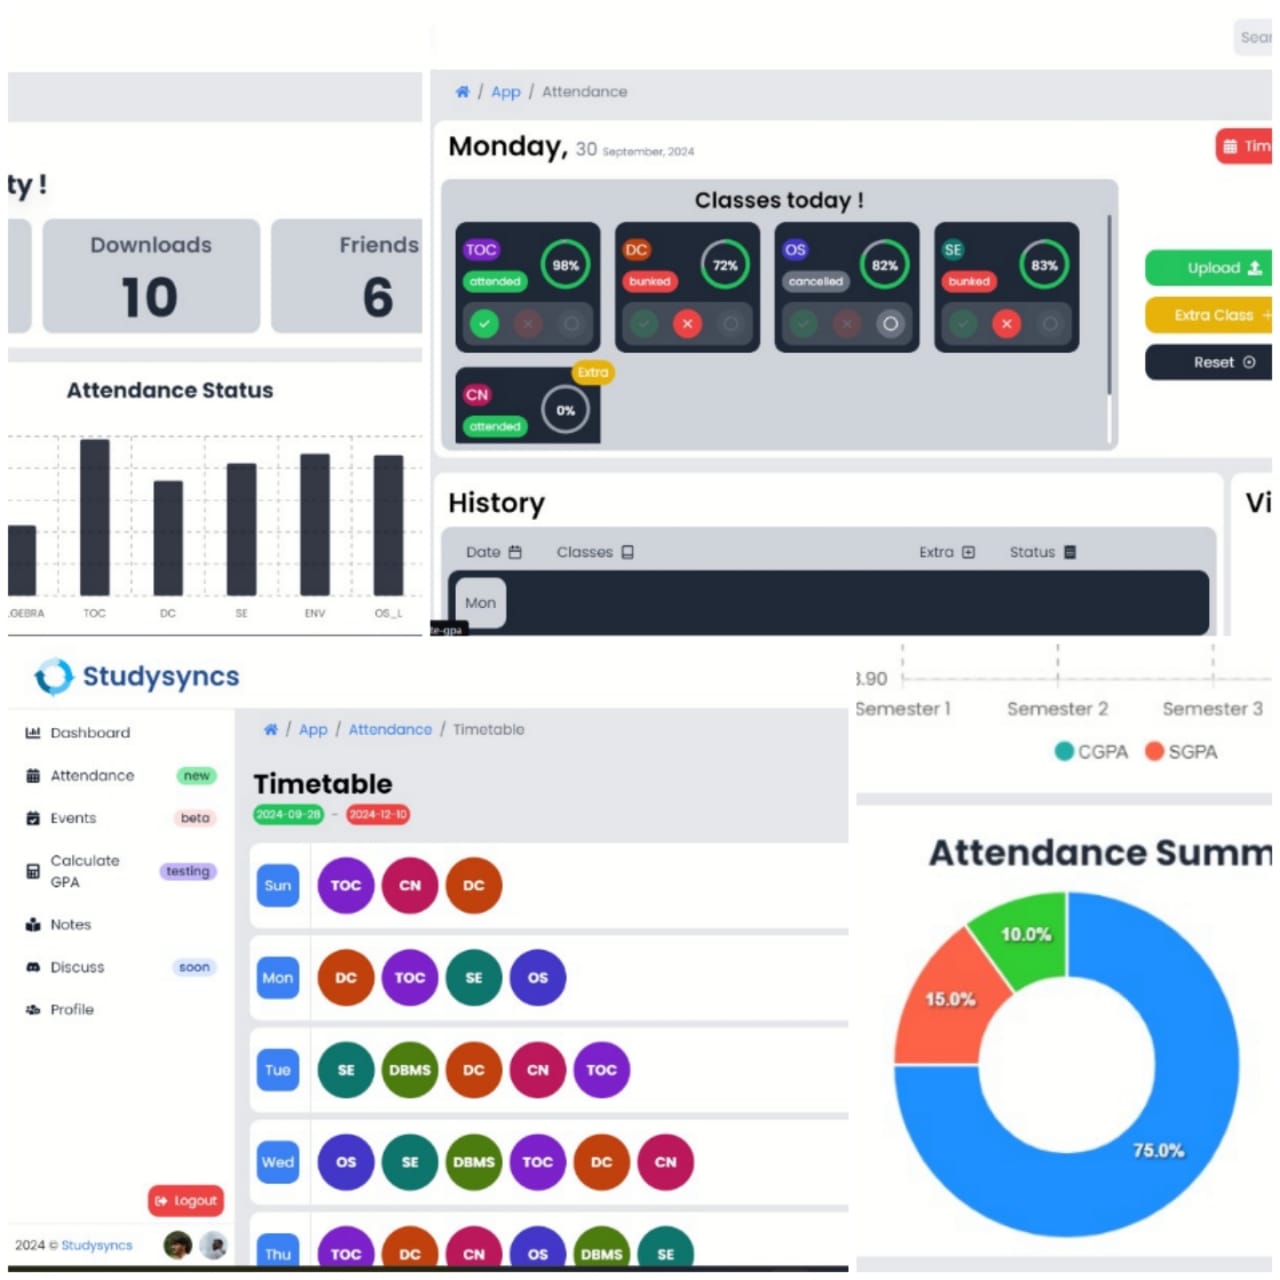 ty !
Downloads
10
Friends
6
Attendance Status
TOC
DC
SE
ENV
OS_L
App / Attendance
Monday, 30 September, 2024
Classes today !
TOC
98%
attended
DC
72%
bunked
OS
82%
cancelled
SE
83%
bunked
Extra
CN
0%
attended
Upload
Extra Class +
Reset
History
Date
Classes
Extra
Status
Mon
te-gpa
Studysyncs
Dashboard
Attendance new
Events beta
Calculate
GPA
testing
Notes
Discuss soon
Profile
Logout
2024 © Studysyncs
/ App / Attendance / Timetable
Timetable
2024-09-28 - 2024-12-10
Sun TOC CN DC
Mon DC TOC SE OS
Tue SE DBMS DC CN TOC
Wed OS SE DBMS TOC DC CN
Thu TOC DC CN OS DBMS SE
3.90
Semester 1 Semester 2 Semester 3
CGPA SGPA
Attendance Summ
10.0%
15.0%
75.0%